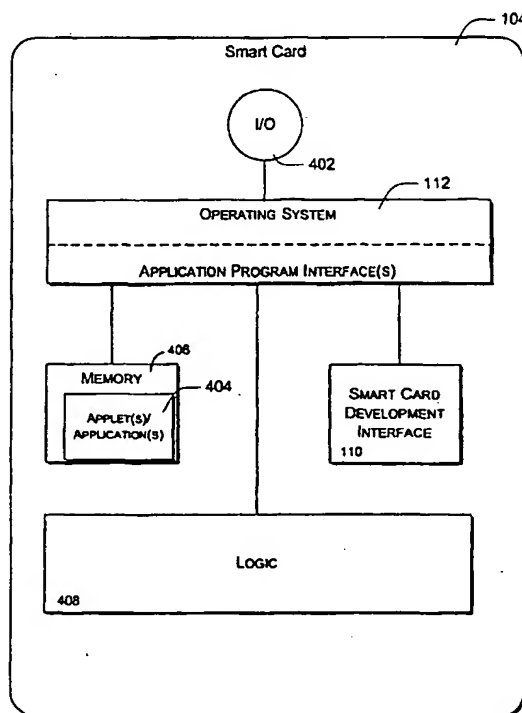 104
Smart Card
I/O
402
112
OPERATING SYSTEM
APPLICATION PROGRAM INTERFACE(S)
406
MEMORY
404
APPLET(S)/
APPLICATION(S)
SMART CARD
DEVELOPMENT
INTERFACE
110
LOGIC
408